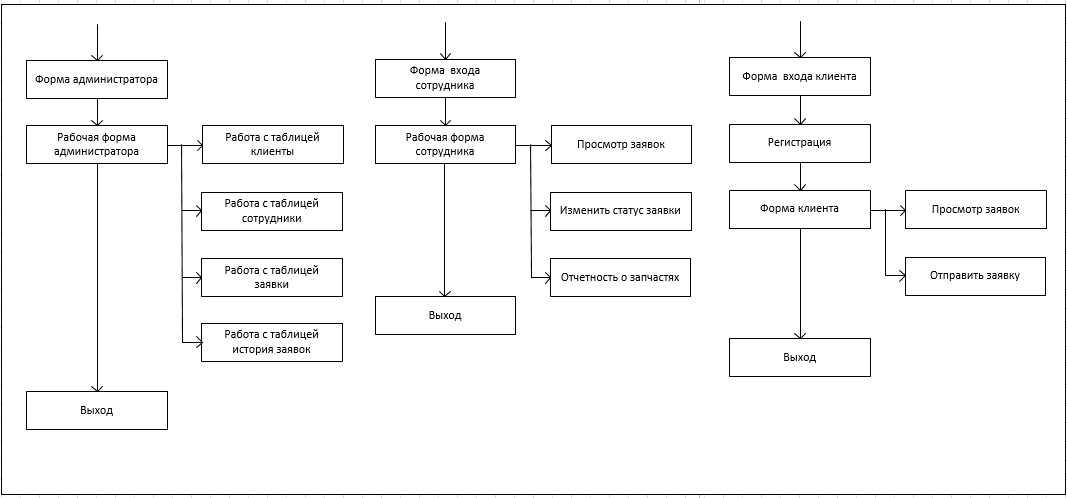 Форма администратора
Рабочая форма
администратора
Работа с таблицей
клиенты
Работа с таблицей
сотрудники
Работа с таблицей
заявки
Работа с таблицей
история заявок
Выход
Форма  входа
сотрудника
Рабочая форма
сотрудника
Просмотр заявок
Изменить статус заявки
Отчетность о запчастях
Выход
Форма  входа клиента
Регистрация
Форма клиента
Просмотр заявок
Отправить заявку
Выход